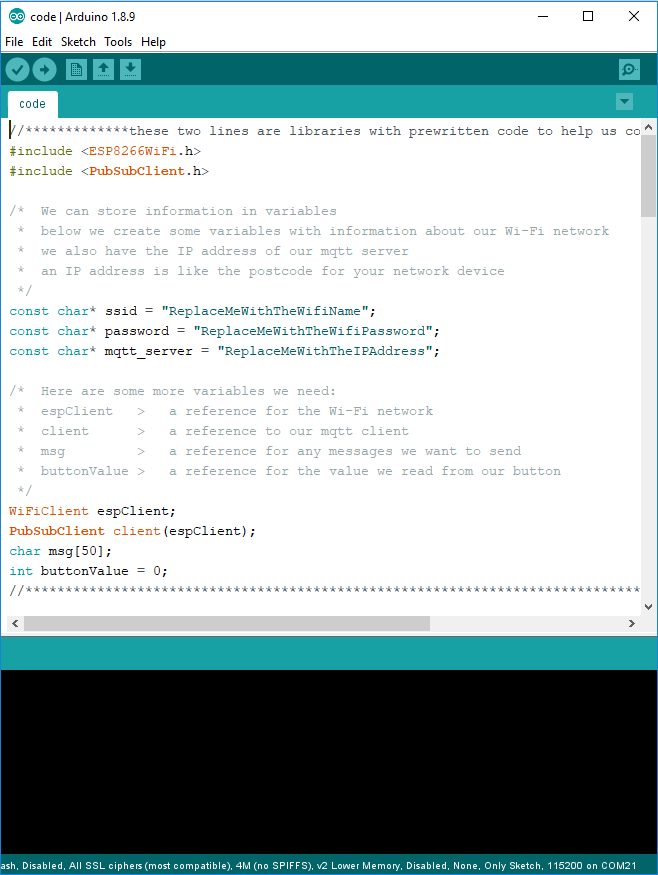 code | Arduino 1.8.9
File Edit Sketch Tools Help
code
//*************these two lines are libraries with prewritten code to help us co
#include <ESP8266WiFi.h>
#include <PubSubClient.h>
/*  We can store information in variables
 *  below we create some variables with information about our Wi-Fi network
 *  we also have the IP address of our mqtt server
 *  an IP address is like the postcode for your network device
 */
const char* ssid = "ReplaceMeWithTheWifiName";
const char* password = "ReplaceMeWithTheWifiPassword";
const char* mqtt_server = "ReplaceMeWithTheIPAddress";
/*  Here are some more variables we need:
 *  espClient   >   a reference for the Wi-Fi network
 *  client      >   a reference to our mqtt client
 *  msg         >   a reference for any messages we want to send
 *  buttonValue >   a reference for the value we read from our button
 */
WiFiClient espClient;
PubSubClient client(espClient);
char msg[50];
int buttonValue = 0;
//*****************************************************************************
ash, Disabled, All SSL ciphers (most compatible), 4M (no SPIFFS), v2 Lower Memory, Disabled, None, Only Sketch, 115200 on COM21